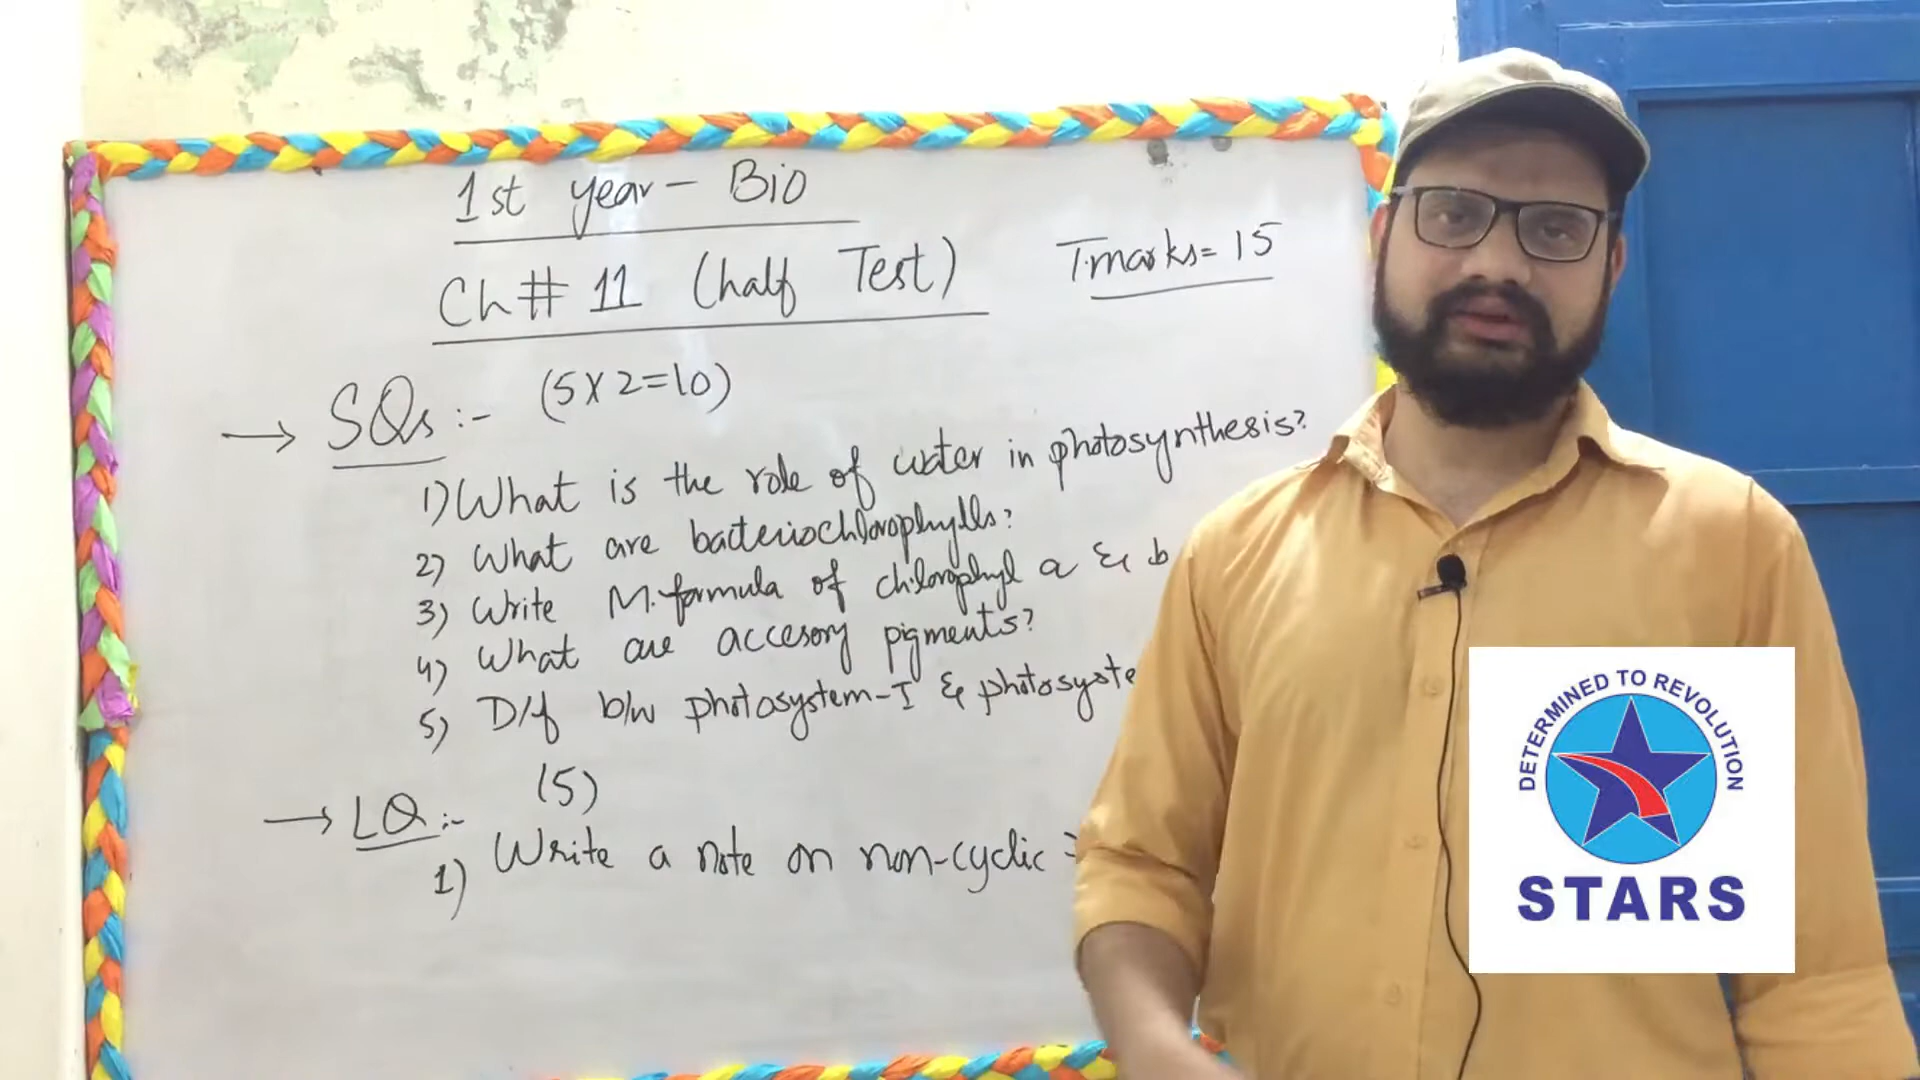 1st year - Bio
Ch# 11 (half Test)
T.marks= 15
→ SQs :- (5x2=10)
1) What is the role of water in photosynthesis?
2) What are bacteriochlorophylls?
3) Write M.formula of chlorophyl a & b
4) What are accesory pigments?
5) D/f b/w photosystem-I & photosyste
→ LQ :- (5)
1) Write a note on non-cyclic
DETERMINED TO REVOLUTION
STARS